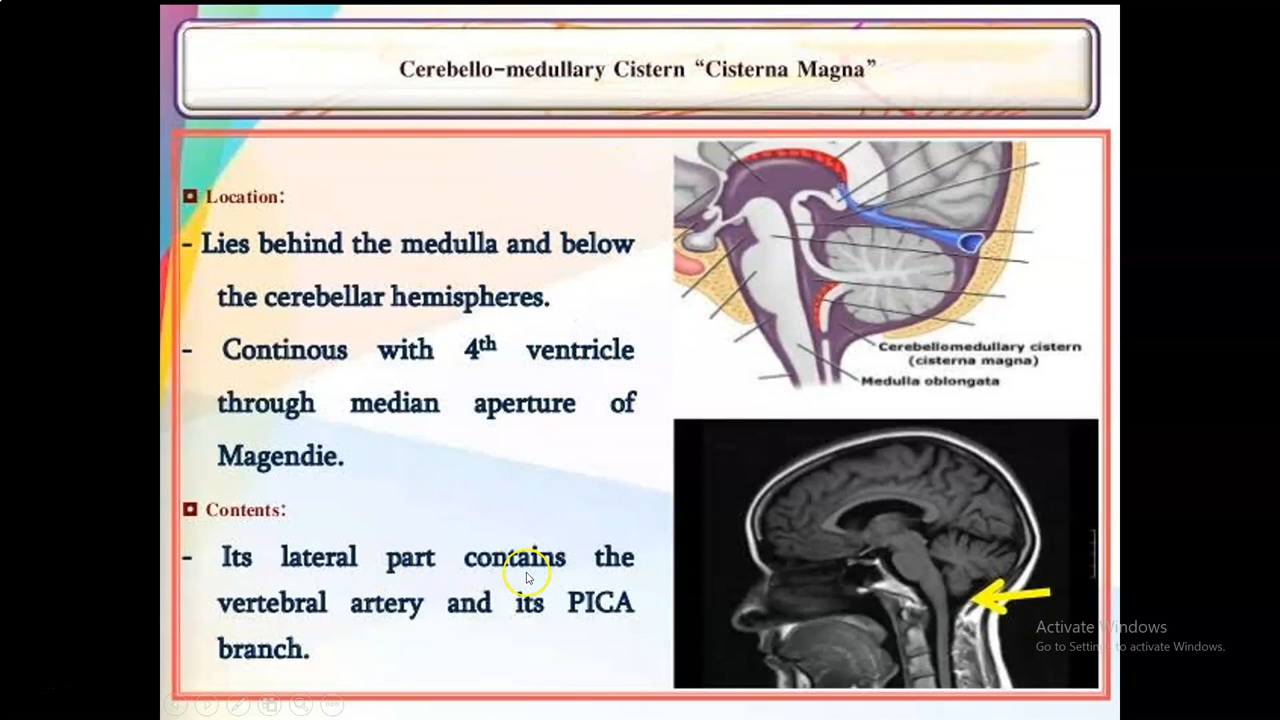 Cerebello-medullary Cistern “Cisterna Magna”
Location:
- Lies behind the medulla and below
the cerebellar hemispheres.
- Continous with 4th ventricle
through median aperture of
Magendie.
Contents:
- Its lateral part contains the
vertebral artery and its PICA
branch.
Cerebellomedullary cistern
(cisterna magna)
Medulla oblongata
Activate Windows
Go to Settings to activate Windows.